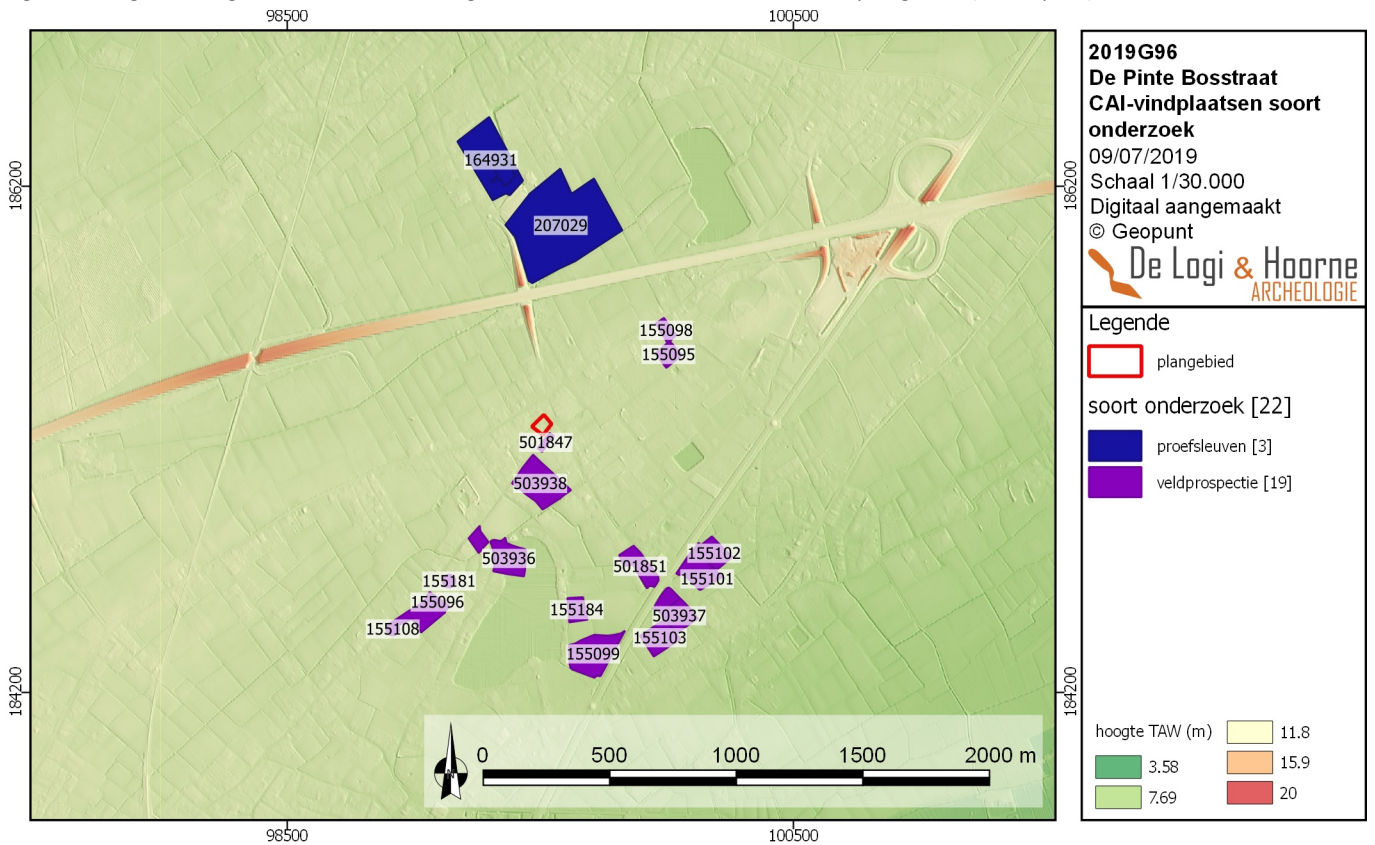 98500 100500
186200
184200
164931
207029
155098
155095
501847
503938
503936
155181
155096
155108
155184
155099
501851
155102
155101
503937
155103
186200
184200
0 500 1000 1500 2000 m
N
98500 100500
2019G96
De Pinte Bosstraat
CAI-vindplaatsen soort
onderzoek
09/07/2019
Schaal 1/30.000
Digitaal aangemaakt
© Geopunt
De Logi & Hoorne
ARCHEOLOGIE
Legende
plangebied
soort onderzoek [22]
proefsleuven [3]
veldprospectie [19]
hoogte TAW (m)
3.58
7.69
11.8
15.9
20